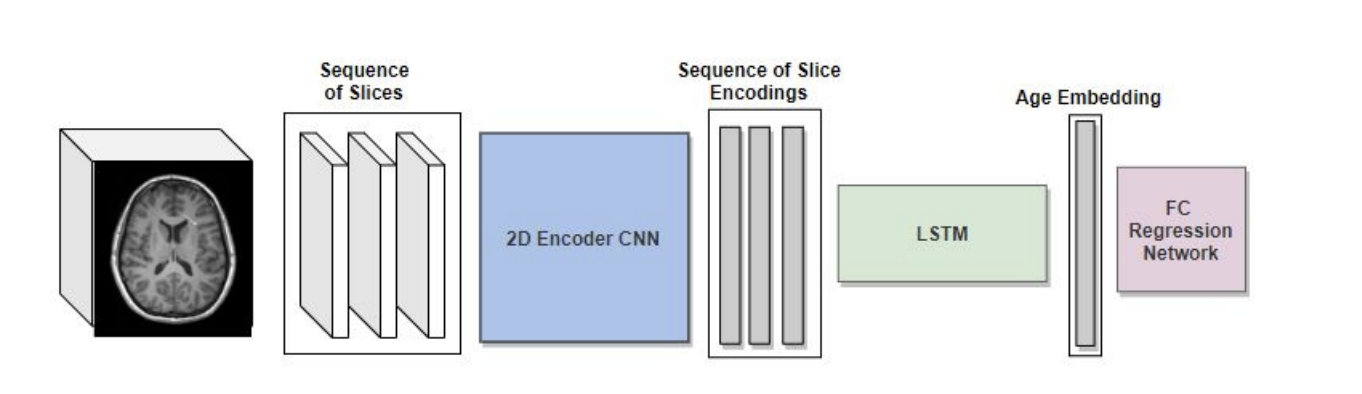 Sequence
of Slices
2D Encoder CNN
Sequence of Slice
Encodings
LSTM
Age Embedding
FC
Regression
Network